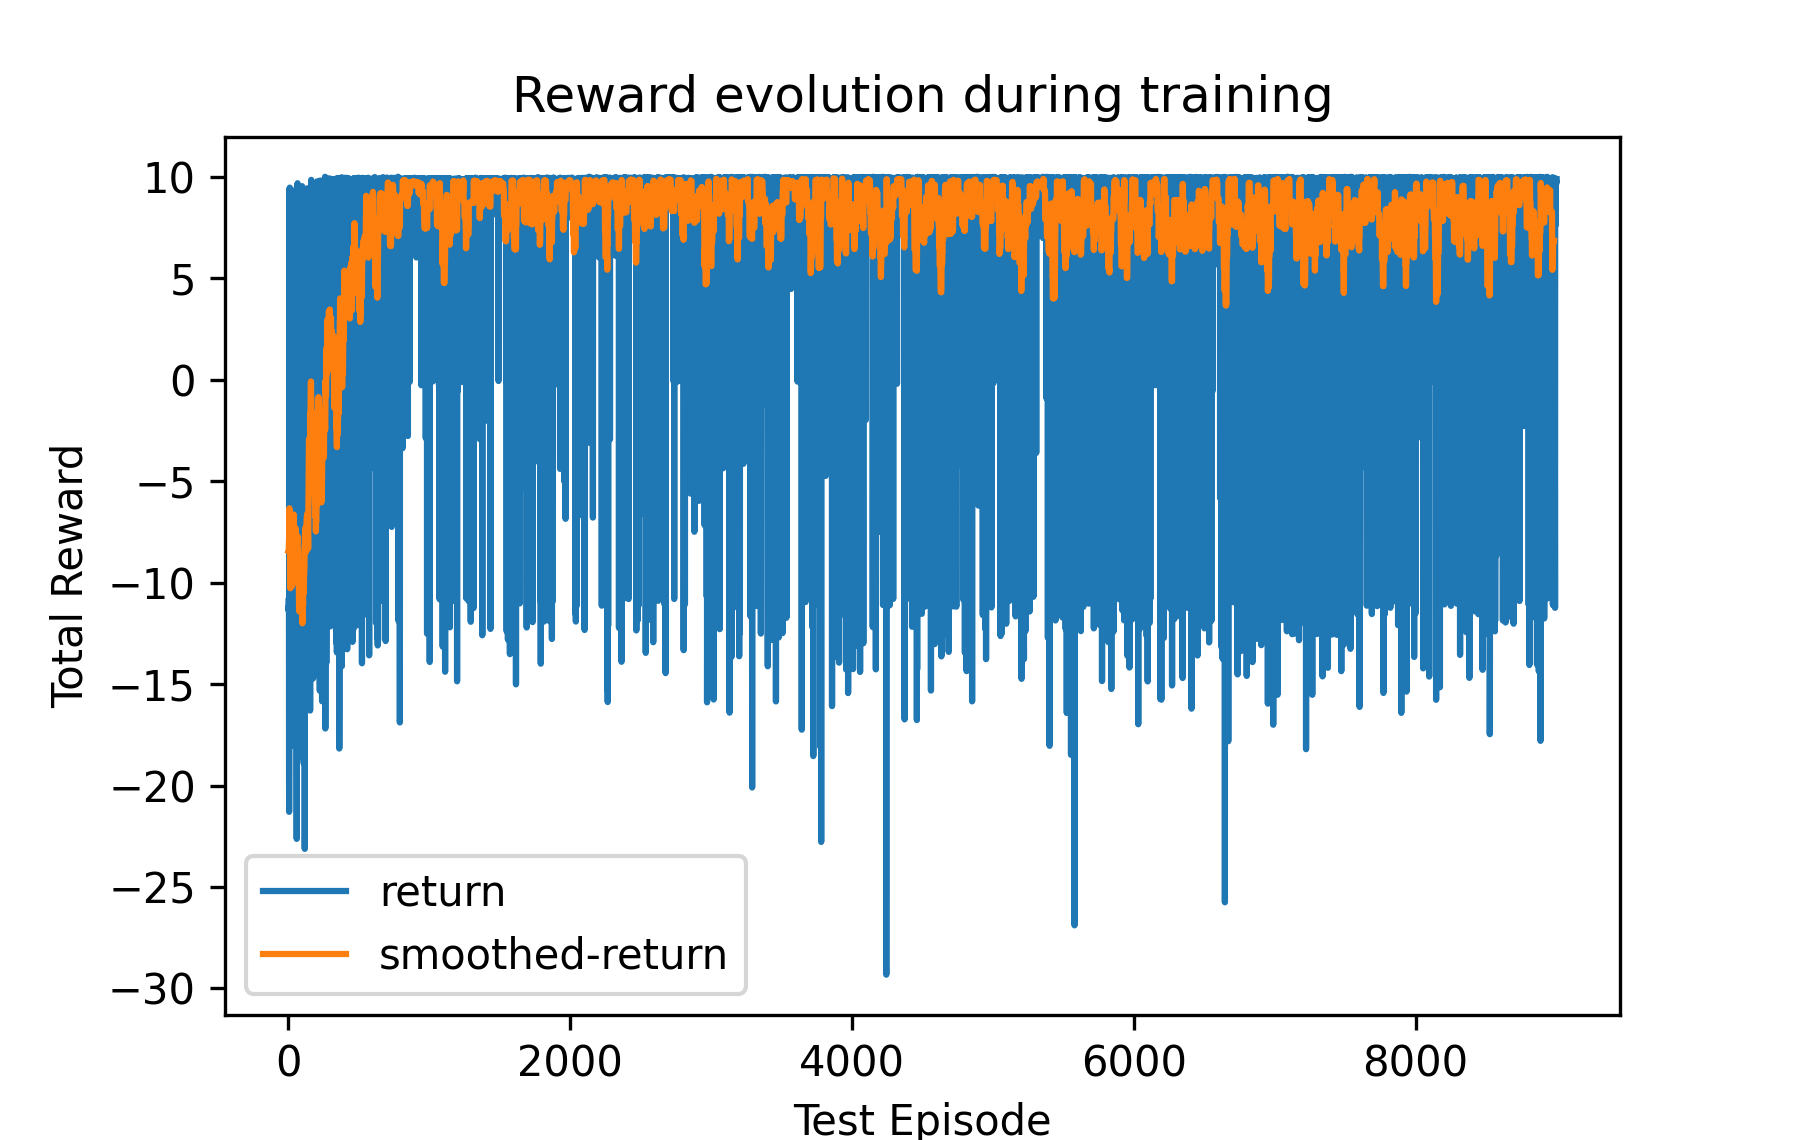 Reward evolution during training
Total Reward
10
5
0
−5
−10
−15
−20
−25
−30
return
smoothed-return
0 2000 4000 6000 8000
Test Episode